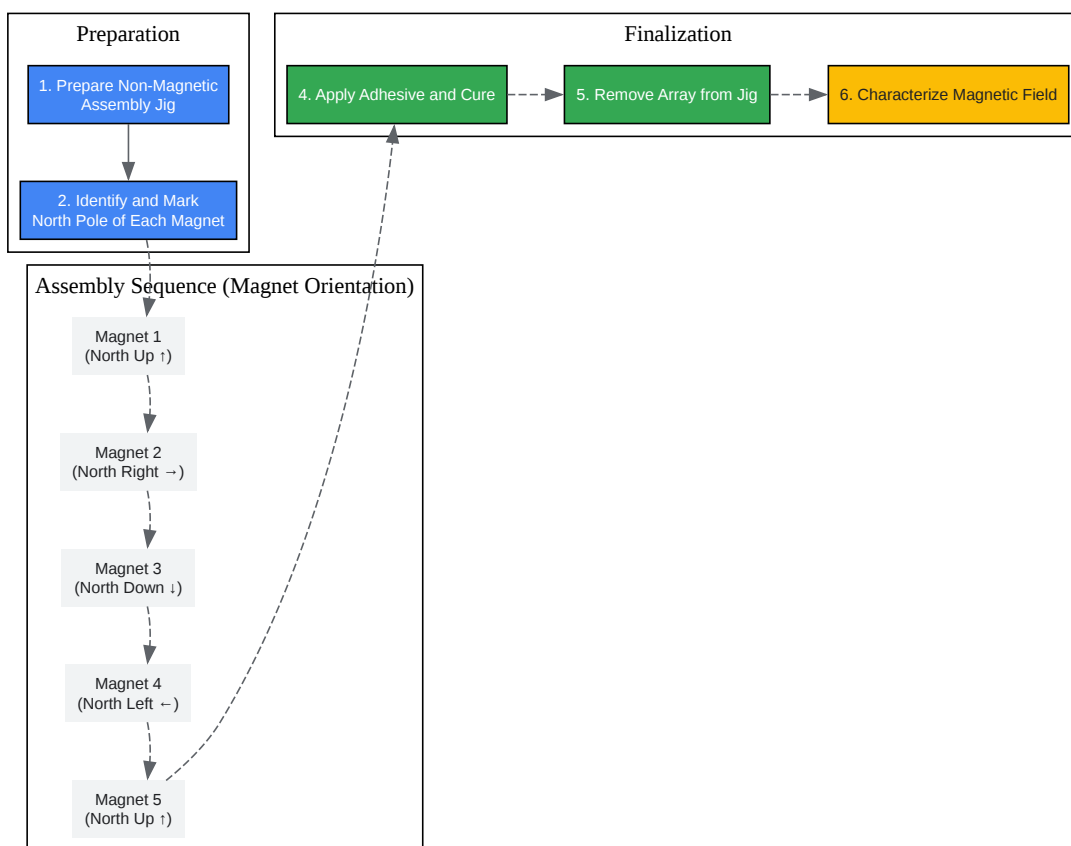 Preparation
1. Prepare Non-Magnetic
Assembly Jig
2. Identify and Mark
North Pole of Each Magnet
Finalization
4. Apply Adhesive and Cure
5. Remove Array from Jig
6. Characterize Magnetic Field
Assembly Sequence (Magnet Orientation)
Magnet 1
(North Up ↑)
Magnet 2
(North Right →)
Magnet 3
(North Down ↓)
Magnet 4
(North Left ←)
Magnet 5
(North Up ↑)